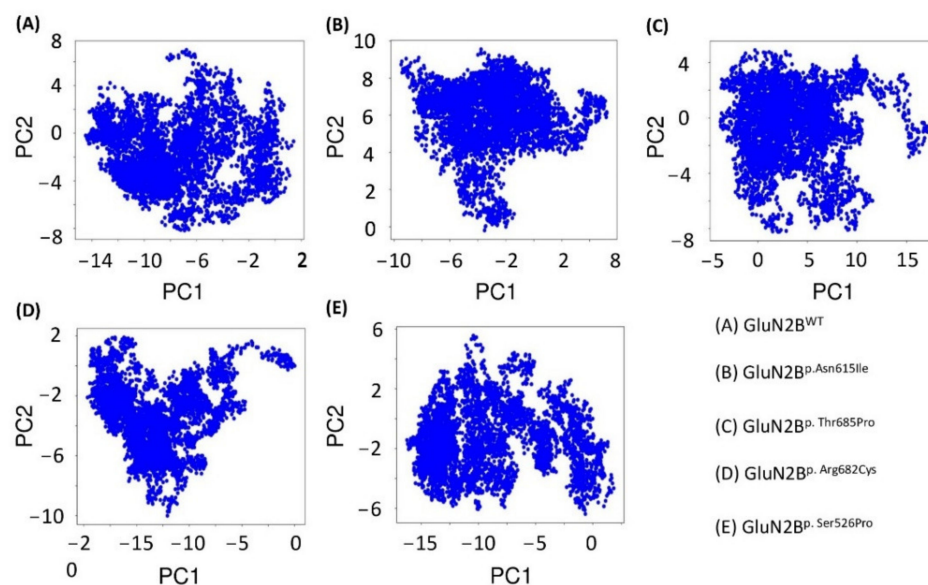 (A)
8
4
0
−4
−8
PC2
−14
−10
−6
−2
2
PC1
(B)
10
8
6
4
2
0
PC2
−10
−6
−2
2
8
PC1
(C)
4
0
−4
−8
PC2
−5
0
5
10
15
PC1
(D)
2
−2
−6
−10
PC2
−2
0
−15
−10
−5
0
PC1
(E)
6
2
−2
−6
PC2
−15
−10
−5
0
PC1
(A) GluN2B^WT
(B) GluN2B^p.Asn615Ile
(C) GluN2B^p. Thr685Pro
(D) GluN2B^p. Arg682Cys
(E) GluN2B^p. Ser526Pro